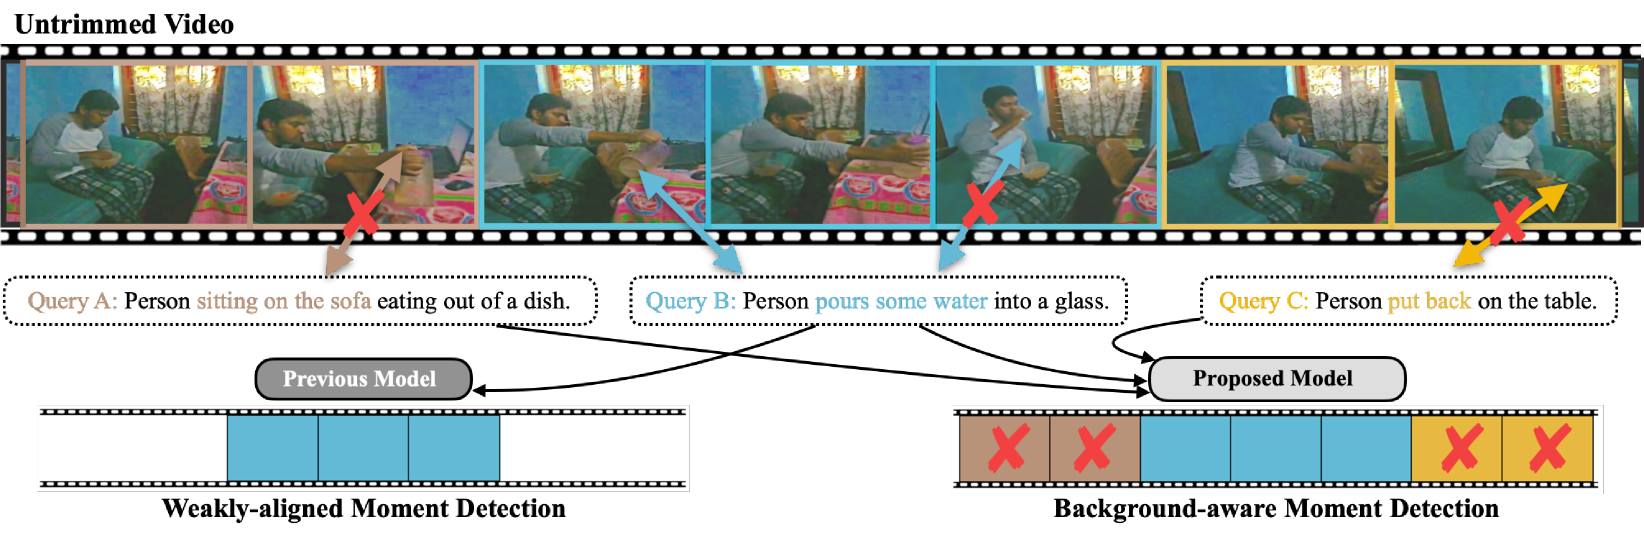 Untrimmed Video
Query A: Person sitting on the sofa eating out of a dish.
Query B: Person pours some water into a glass.
Query C: Person put back on the table.
Previous Model
Proposed Model
Weakly-aligned Moment Detection
Background-aware Moment Detection